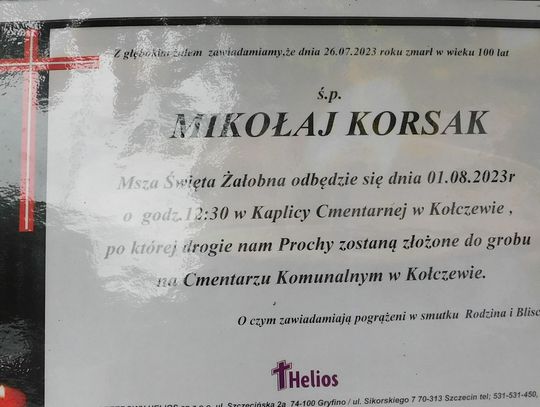 Z głębokim żalem zawiadamiamy,że dnia 26.07.2023 roku zmarł w wieku 100 lat
ś.p.
MIKOŁAJ KORSAK
Msza Święta Żałobna odbędzie się dnia 01.08.2023r
o godz.12:30 w Kaplicy Cmentarnej w Kołczewie ,
po której drogie nam Prochy zostaną złożone do grobu
na Cmentarzu Komunalnym w Kołczewie.
O czym zawiadamiają pogrążeni w smutku Rodzina i Blisc
Helios
HELIOS ul. Szczecińska 2a 74-100 Gryfino / ul. Sikorskiego 7 70-313 Szczecin tel; 531-531-450,